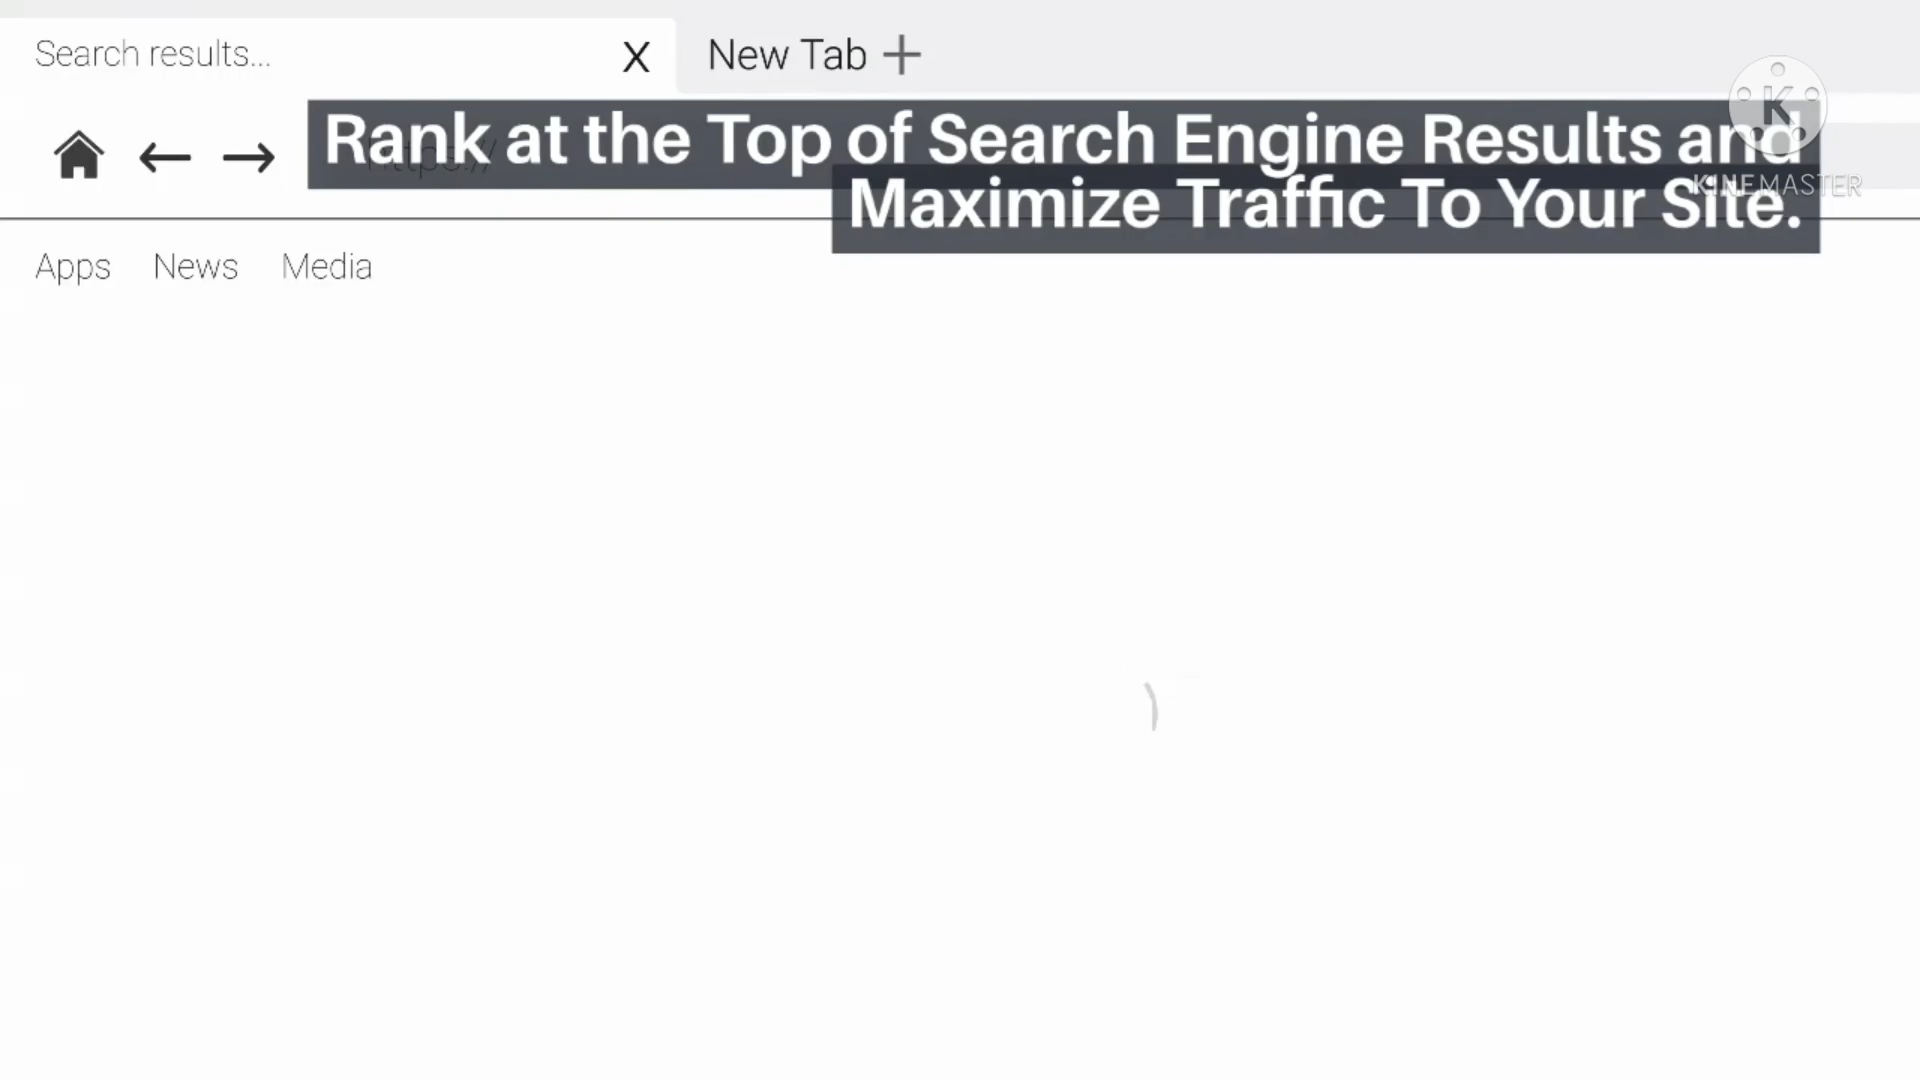 Search results...
X
New Tab +
https://
Rank at the Top of Search Engine Results and
Maximize Traffic To Your Site.
K
KINEMASTER
Apps News Media